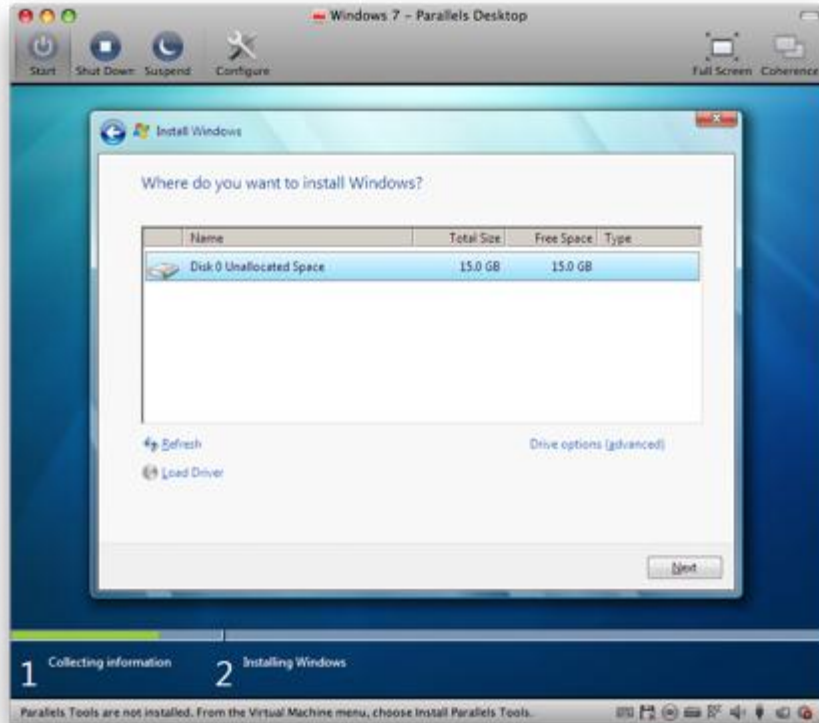 Windows 7 - Parallels Desktop
Start Shut Down Suspend Configure Full Screen Coherence
Install Windows
Where do you want to install Windows?
Name Total Size Free Space Type
Disk 0 Unallocated Space 15.0 GB 15.0 GB
Refresh Drive options (advanced)
Load Driver
Next
1 Collecting information 2 Installing Windows
Parallels Tools are not installed. From the Virtual Machine menu, choose Install Parallels Tools.